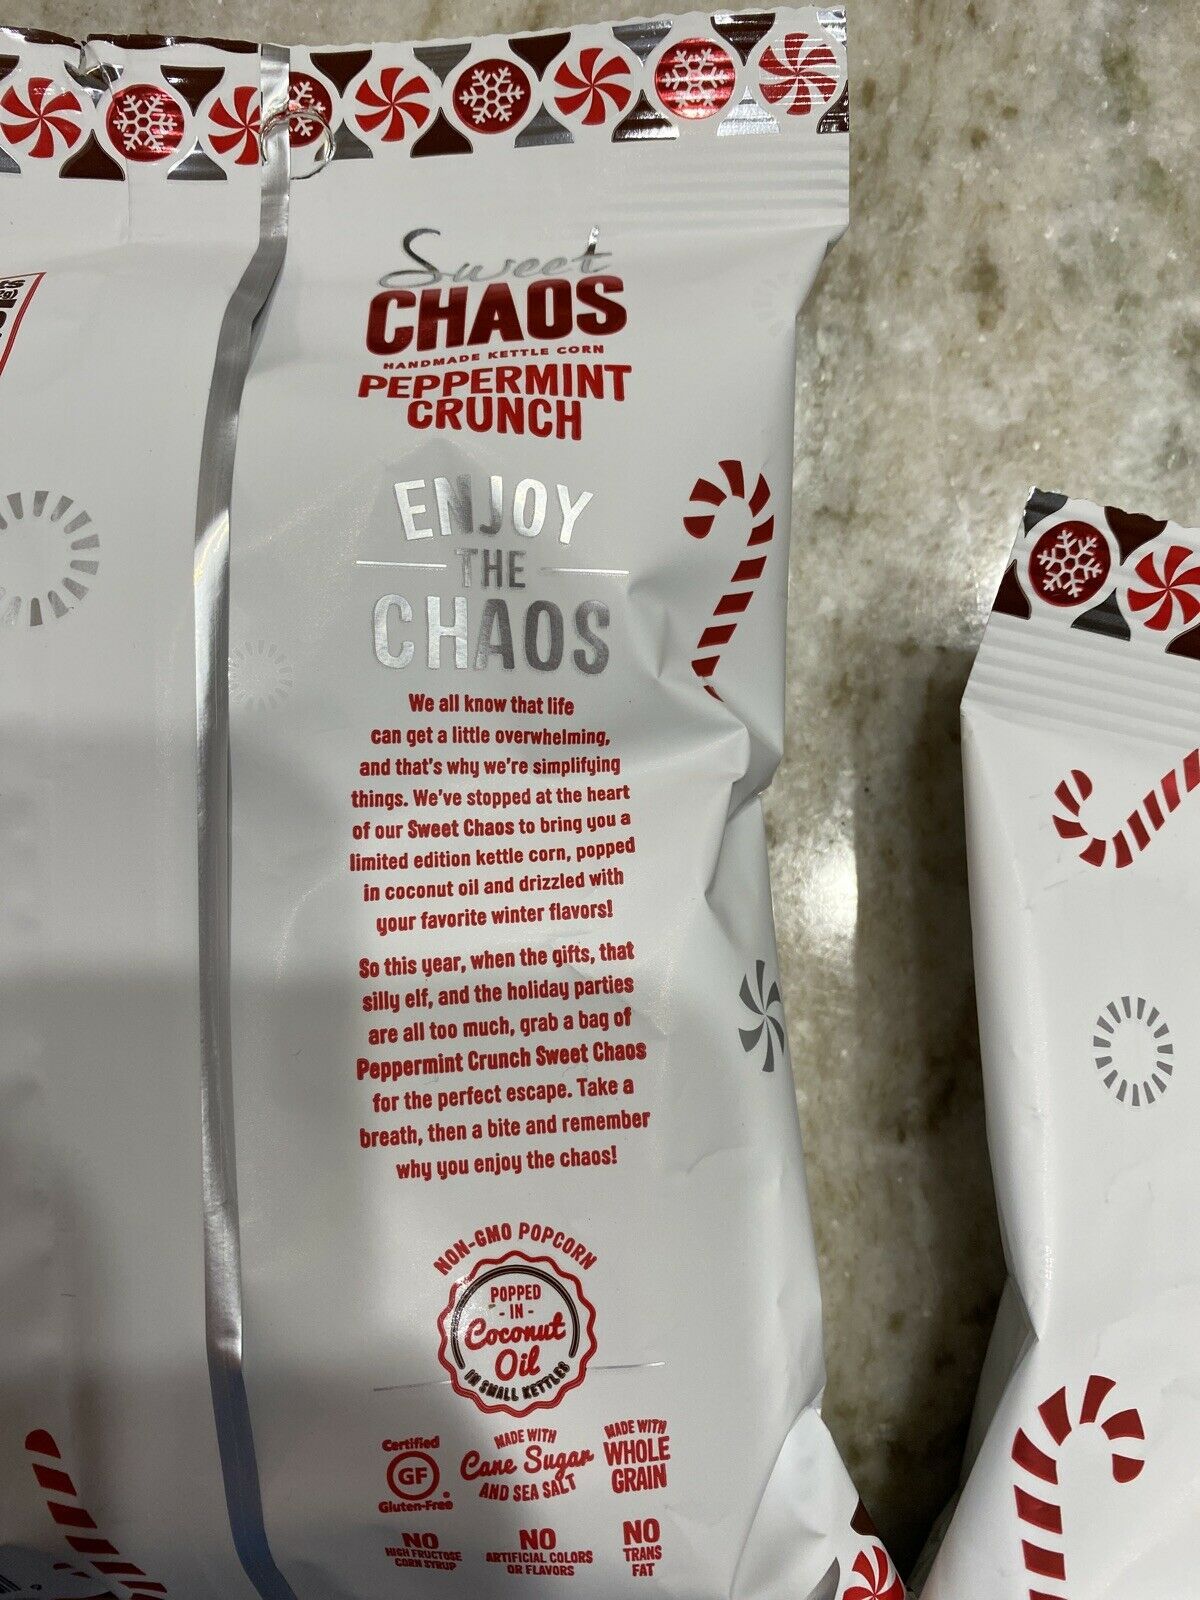 Sweet
CHAOS
HANDMADE KETTLE CORN
PEPPERMINT
CRUNCH
ENJOY
THE
CHAOS
We all know that life
can get a little overwhelming,
and that's why we're simplifying
things. We've stopped at the heart
of our Sweet Chaos to bring you a
limited edition kettle corn, popped
in coconut oil and drizzled with
your favorite winter flavors!
So this year, when the gifts, that
silly elf, and the holiday parties
are all too much, grab a bag of
Peppermint Crunch Sweet Chaos
for the perfect escape. Take a
breath, then a bite and remember
why you enjoy the chaos!
NON-GMO POPCORN
POPPED
- IN -
Coconut
Oil
IN SMALL KETTLES
Certified
GF
Gluten-Free
MADE WITH
Cane Sugar
AND SEA SALT
MADE WITH
WHOLE
GRAIN
NO
HIGH FRUCTOSE
CORN SYRUP
NO
ARTIFICIAL COLORS
OR FLAVORS
NO
TRANS
FAT